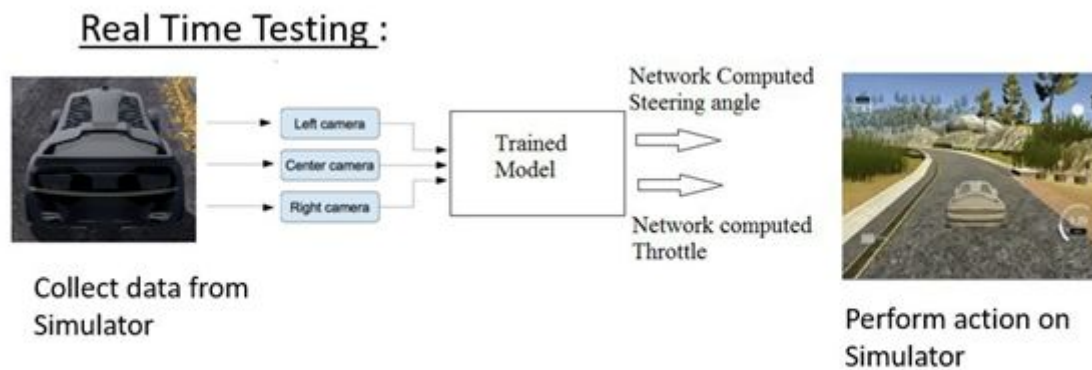 Real Time Testing :
Left camera
Center camera
Right camera
Trained
Model
Network Computed
Steering angle
Network computed
Throttle
Collect data from
Simulator
Perform action on
Simulator